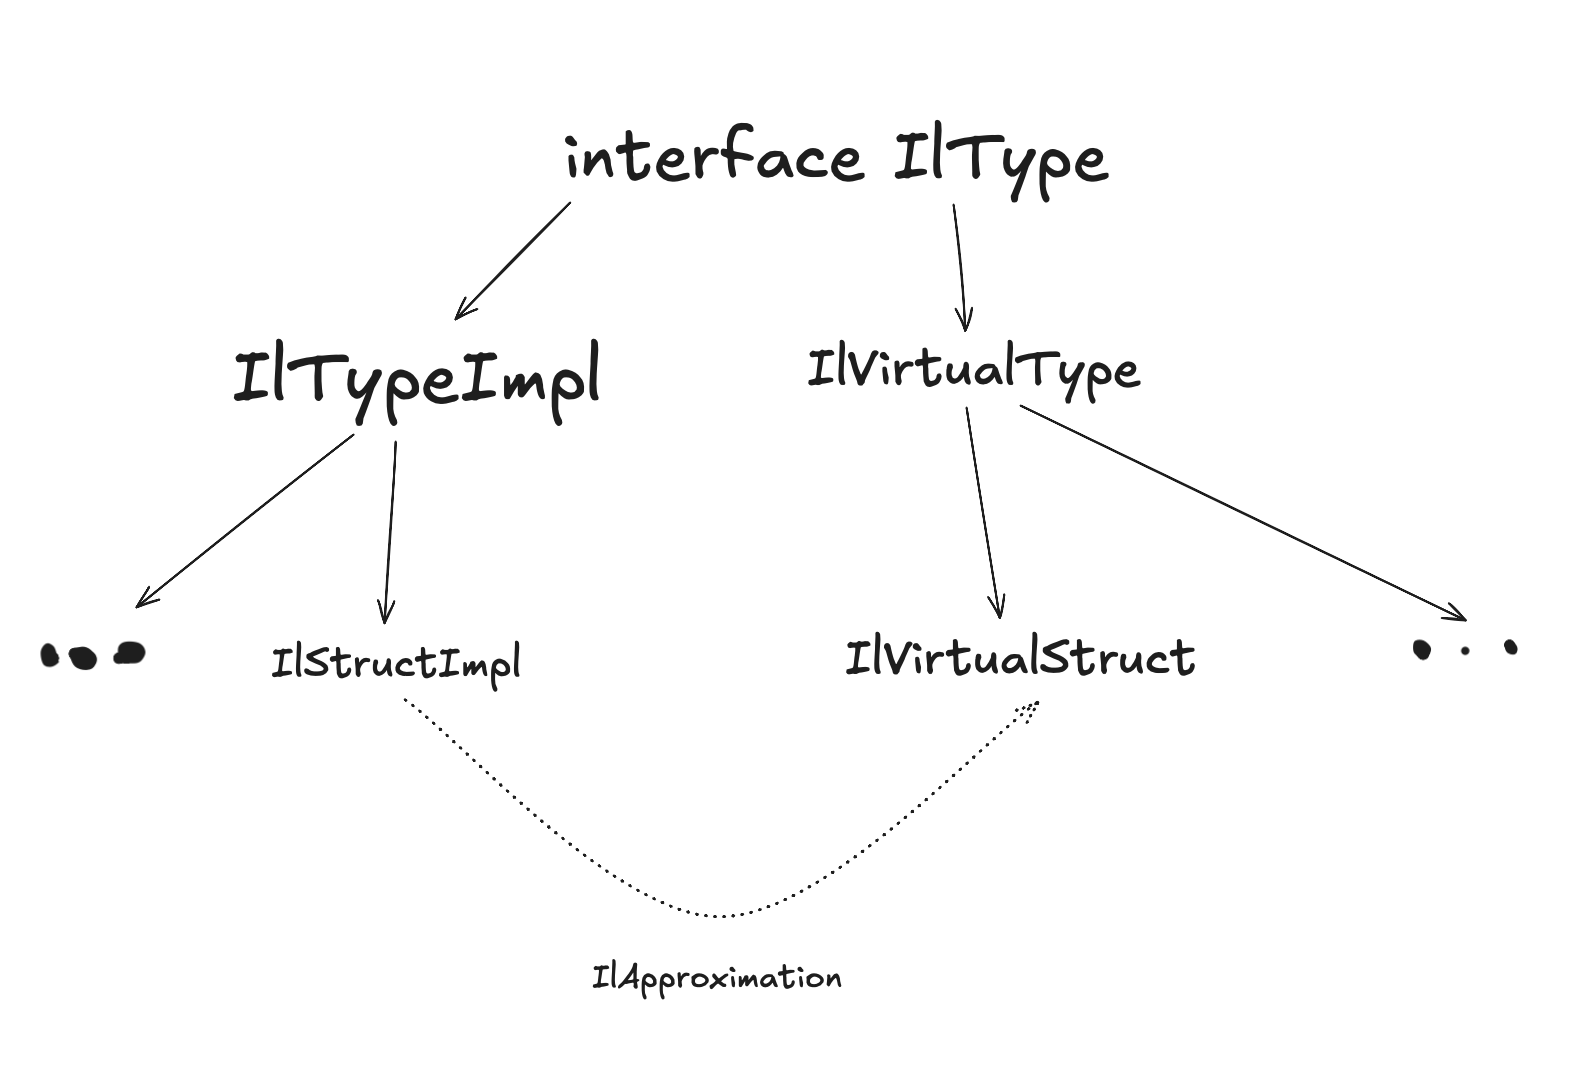 interface IlType
IlTypeImpl
IlVirtualType
IlStructImpl
IlVirtualStruct
IlApproximation